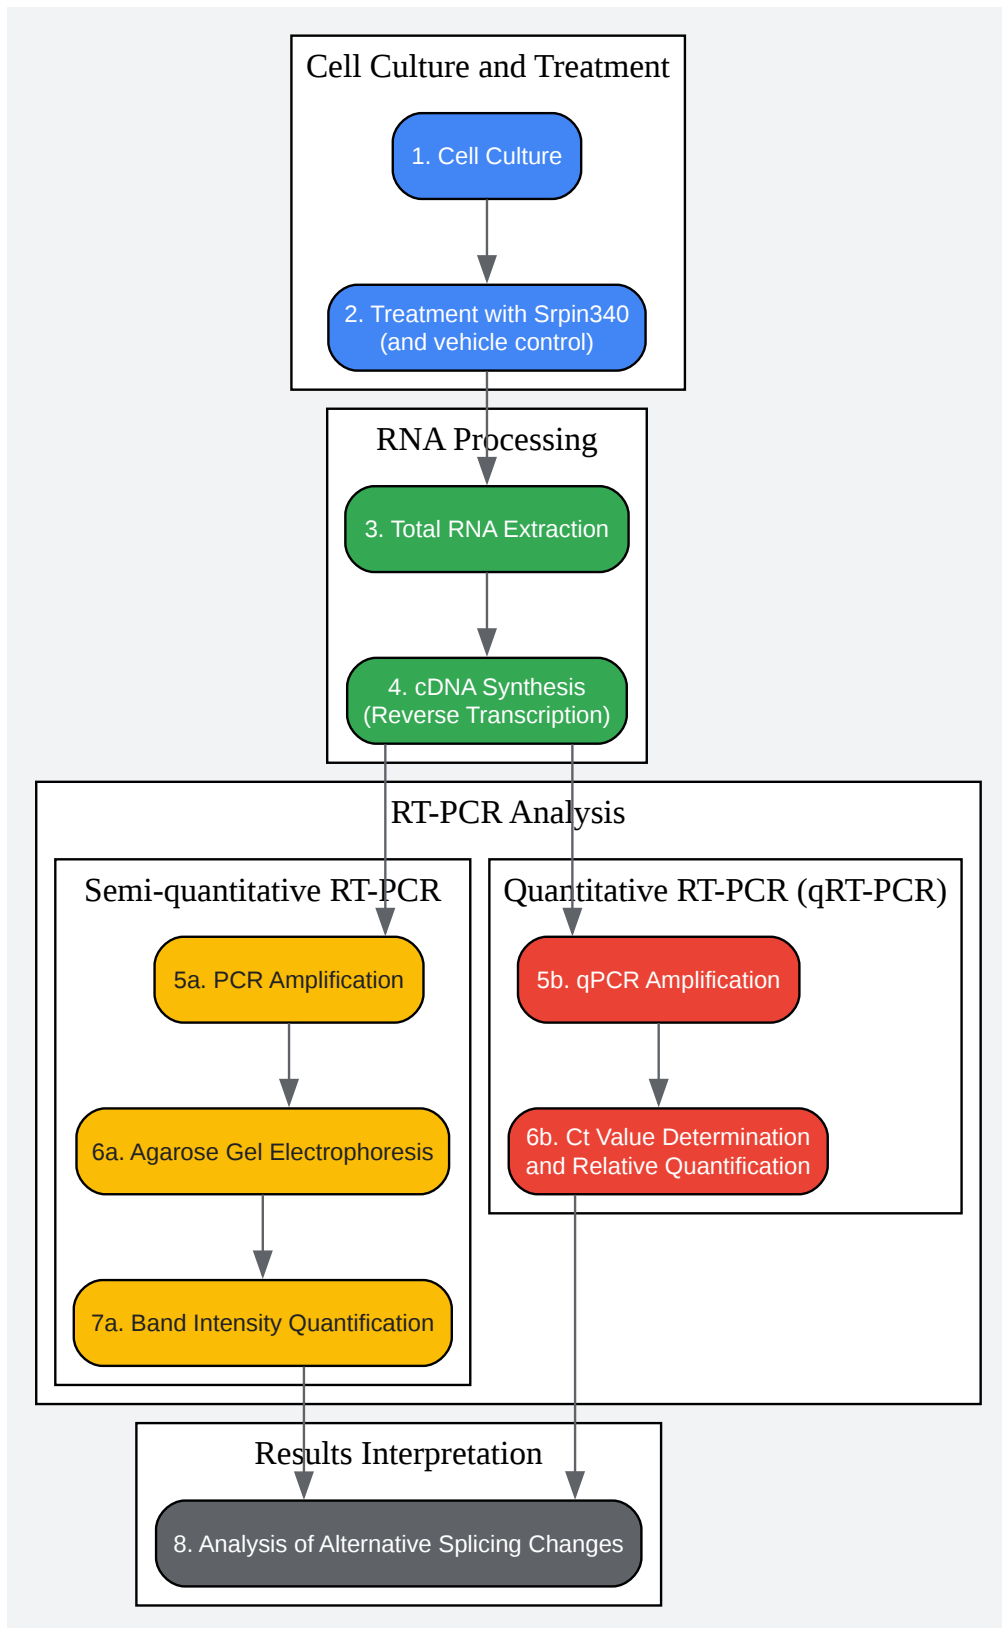 Cell Culture and Treatment
1. Cell Culture
2. Treatment with Srpin340
(and vehicle control)
RNA Processing
3. Total RNA Extraction
4. cDNA Synthesis
(Reverse Transcription)
RT-PCR Analysis
Semi-quantitative RT-PCR
5a. PCR Amplification
6a. Agarose Gel Electrophoresis
7a. Band Intensity Quantification
Quantitative RT-PCR (qRT-PCR)
5b. qPCR Amplification
6b. Ct Value Determination
and Relative Quantification
Results Interpretation
8. Analysis of Alternative Splicing Changes